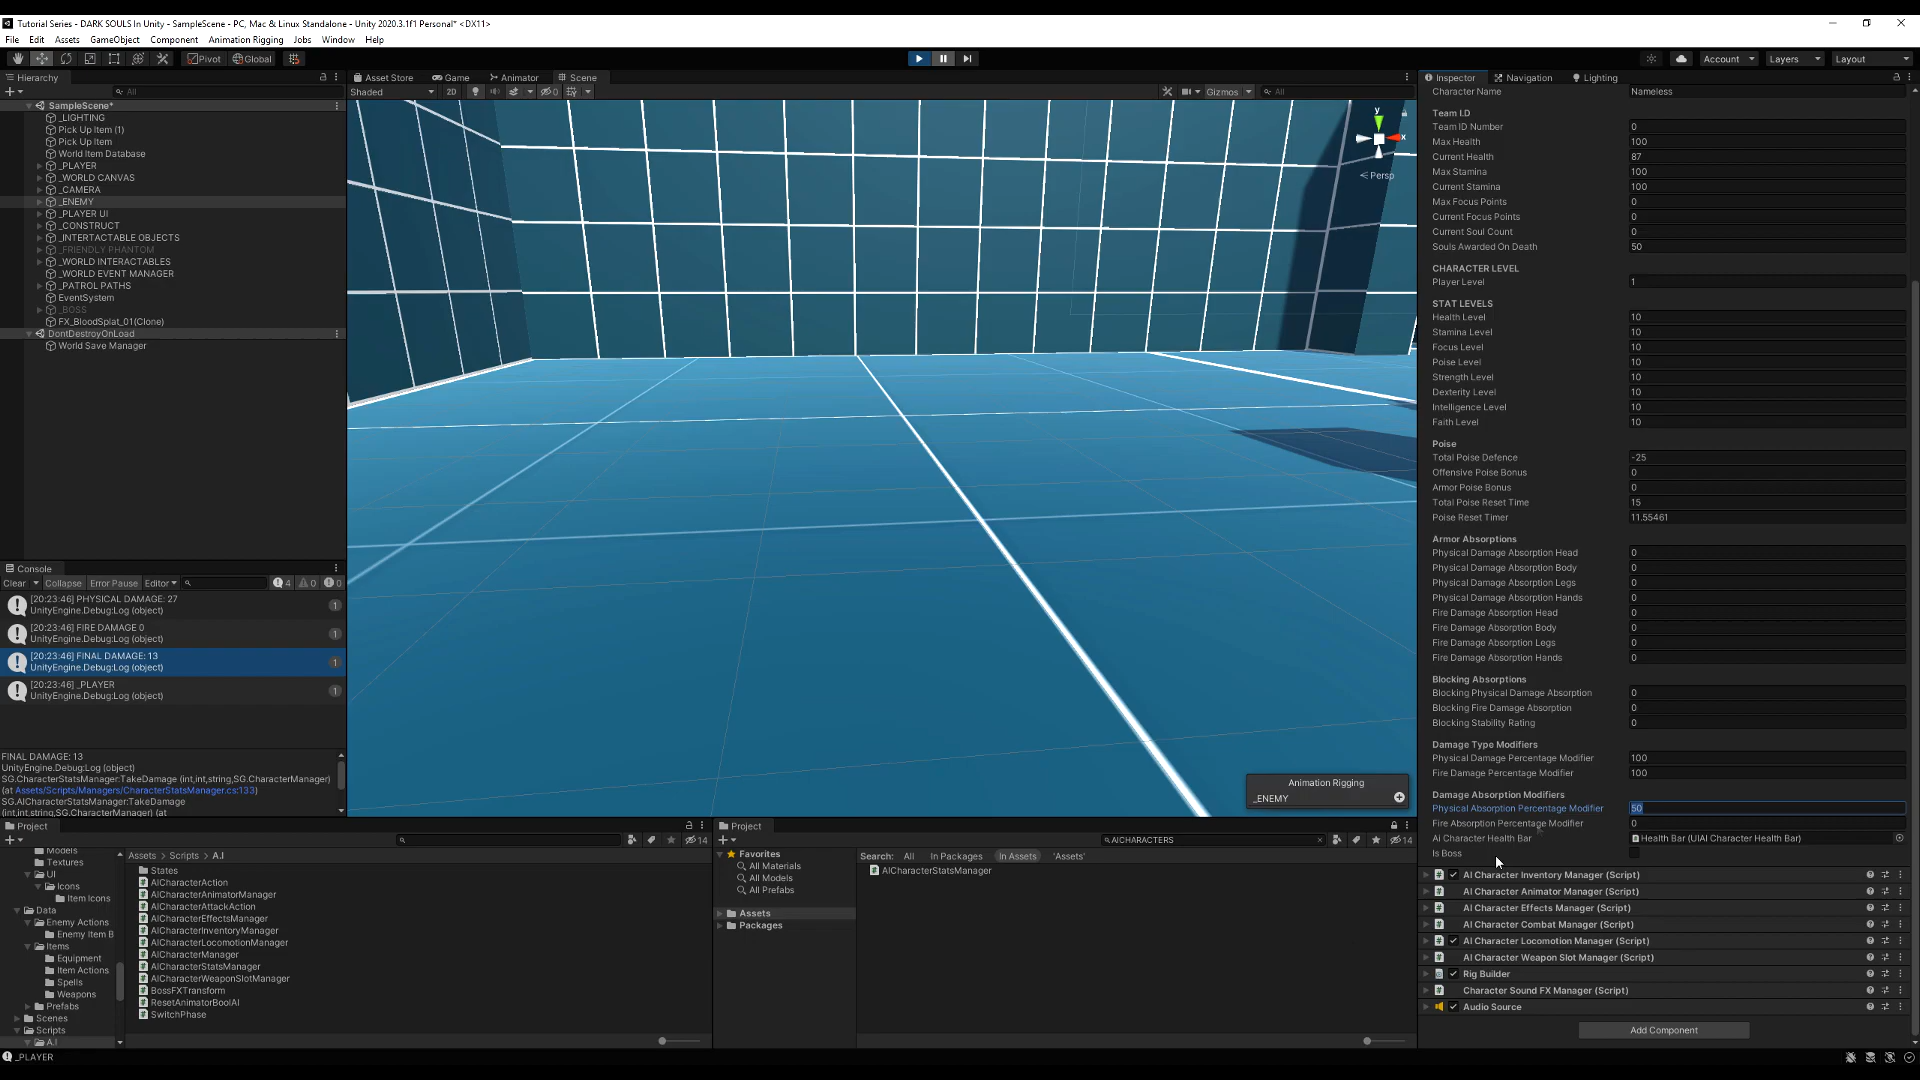 Tutorial Series - DARK SOULS In Unity - SampleScene - PC, Mac & Linux Standalone - Unity 2020.3.1f1 Personal* <DX11>
File Edit Assets GameObject Component Animation Rigging Jobs Window Help
Pivot Global Account Layers Layout
Hierarchy
All
SampleScene*
_LIGHTING
Pick Up Item (1)
Pick Up Item
World Item Database
_PLAYER
_WORLD CANVAS
_CAMERA
_ENEMY
_PLAYER UI
_CONSTRUCT
_INTERTACTABLE OBJECTS
_FRIENDLY PHANTOM
_WORLD INTERACTABLES
_WORLD EVENT MANAGER
_PATROL PATHS
EventSystem
_BOSS
FX_BloodSplat_01(Clone)
DontDestroyOnLoad
World Save Manager
Asset Store Game Animator Scene
Shaded 2D 0 Gizmos All
y
x
Persp
Animation Rigging
_ENEMY
Console
Clear Collapse Error Pause Editor 4 0 0
[20:23:46] PHYSICAL DAMAGE: 27
UnityEngine.Debug:Log (object)
1
[20:23:46] FIRE DAMAGE 0
UnityEngine.Debug:Log (object)
1
[20:23:46] FINAL DAMAGE: 13
UnityEngine.Debug:Log (object)
1
[20:23:46] _PLAYER
UnityEngine.Debug:Log (object)
1
FINAL DAMAGE: 13
UnityEngine.Debug:Log (object)
SG.CharacterStatsManager:TakeDamage (int,int,string,SG.CharacterManager)
(at Assets/Scripts/Managers/CharacterStatsManager.cs:133)
SG.AICharacterStatsManager:TakeDamage
(int,int,string,SG.CharacterManager) (at
Project
14
Models
Textures
UI
Icons
Item Icons
Data
Enemy Actions
Enemy Item B
Items
Equipment
Item Actions
Spells
Weapons
Prefabs
Scenes
Scripts
A.I
Assets > Scripts > A.I
States
AICharacterAction
AICharacterAnimatorManager
AICharacterAttackAction
AICharacterEffectsManager
AICharacterInventoryManager
AICharacterLocomotionManager
AICharacterManager
AICharacterStatsManager
AICharacterWeaponSlotManager
BossFXTransform
ResetAnimatorBoolAI
SwitchPhase
Project
AICHARACTERS
14
Favorites
All Materials
All Models
All Prefabs
Assets
Packages
Search: All In Packages In Assets 'Assets'
AICharacterStatsManager
Inspector Navigation Lighting
Character Name Nameless
Team I.D
Team ID Number 0
Max Health 100
Current Health 87
Max Stamina 100
Current Stamina 100
Max Focus Points 0
Current Focus Points 0
Current Soul Count 0
Souls Awarded On Death 50
CHARACTER LEVEL
Player Level 1
STAT LEVELS
Health Level 10
Stamina Level 10
Focus Level 10
Poise Level 10
Strength Level 10
Dexterity Level 10
Intelligence Level 10
Faith Level 10
Poise
Total Poise Defence -25
Offensive Poise Bonus 0
Armor Poise Bonus 0
Total Poise Reset Time 15
Poise Reset Timer 11.55461
Armor Absorptions
Physical Damage Absorption Head 0
Physical Damage Absorption Body 0
Physical Damage Absorption Legs 0
Physical Damage Absorption Hands 0
Fire Damage Absorption Head 0
Fire Damage Absorption Body 0
Fire Damage Absorption Legs 0
Fire Damage Absorption Hands 0
Blocking Absorptions
Blocking Physical Damage Absorption 0
Blocking Fire Damage Absorption 0
Blocking Stability Rating 0
Damage Type Modifiers
Physical Damage Percentage Modifier 100
Fire Damage Percentage Modifier 100
Damage Absorption Modifiers
Physical Absorption Percentage Modifier 50
Fire Absorption Percentage Modifier 0
Ai Character Health Bar Health Bar (UIAI Character Health Bar)
Is Boss
AI Character Inventory Manager (Script)
AI Character Animator Manager (Script)
AI Character Effects Manager (Script)
AI Character Combat Manager (Script)
AI Character Locomotion Manager (Script)
AI Character Weapon Slot Manager (Script)
Rig Builder
Character Sound FX Manager (Script)
Audio Source
Add Component
_PLAYER